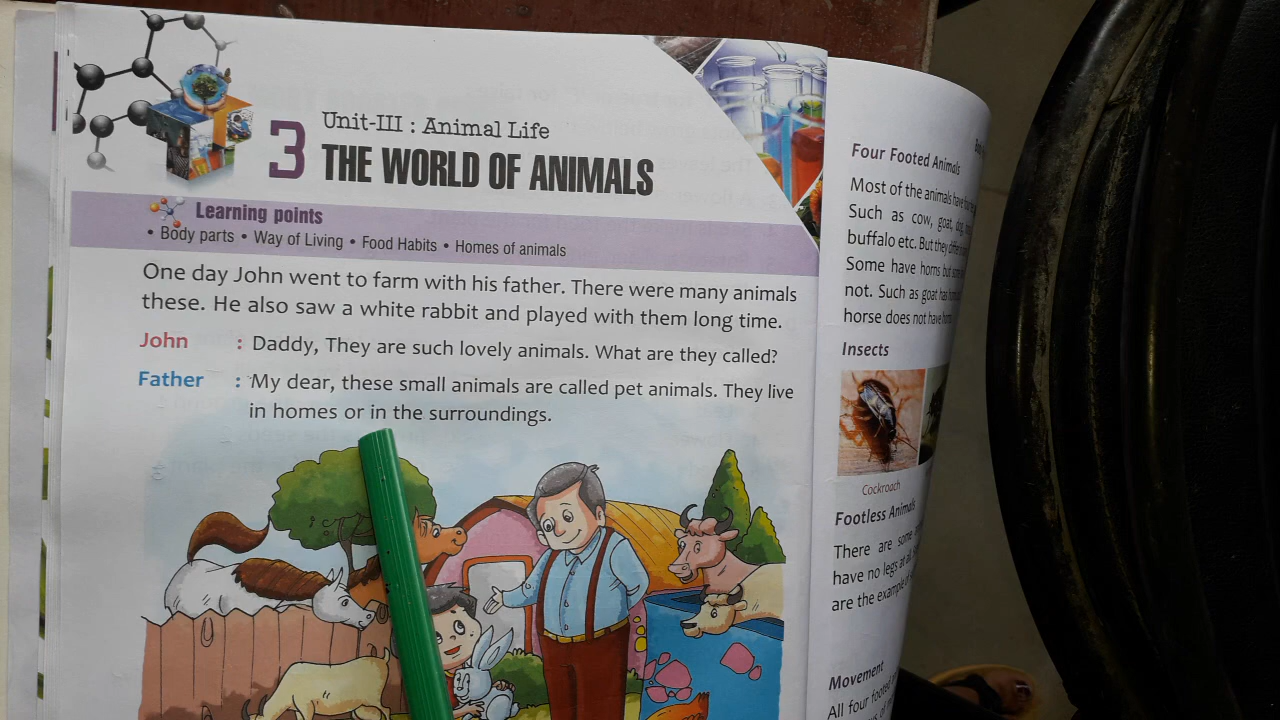 3
Unit-III : Animal Life
THE WORLD OF ANIMALS
Learning points
• Body parts • Way of Living • Food Habits • Homes of animals
One day John went to farm with his father. There were many animals
these. He also saw a white rabbit and played with them long time.
John : Daddy, They are such lovely animals. What are they called?
Father : My dear, these small animals are called pet animals. They live
in homes or in the surroundings.
Four Footed Animals
Most of the animals have
Such as cow, goat, dog,
buffalo etc. But they
Some have horns but
not. Such as goat has
horse does not have
Insects
Cockroach
Footless Animals
There are some
have no legs at
are the example
Movement
All four footed